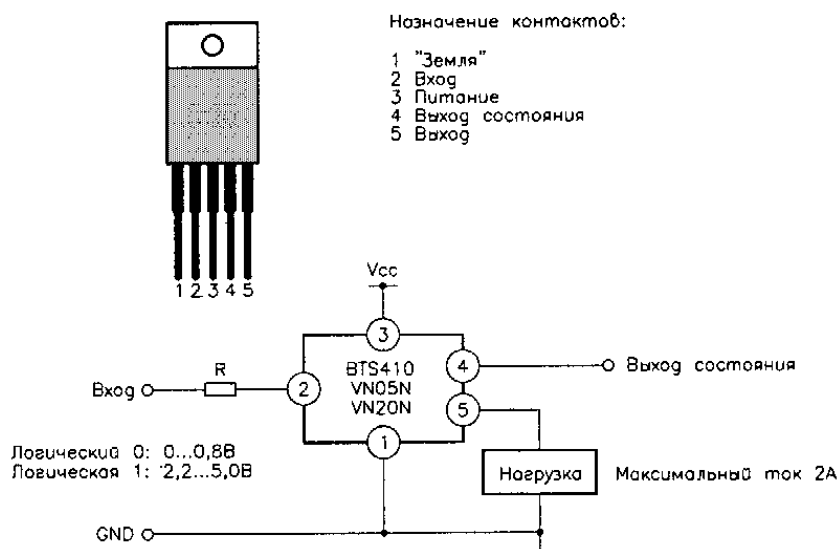 Назначение контактов:
1 "Земля"
2 Вход
3 Питание
4 Выход состояния
5 Выход
1 2 3 4 5
Vcc
3
R
BTS410
VN05N
VN20N
4
Выход состояния
Вход
2
5
1
Логический 0: 0...0,8В
Логическая 1: 2,2...5,0В
Нагрузка
Максимальный ток 2А
GND